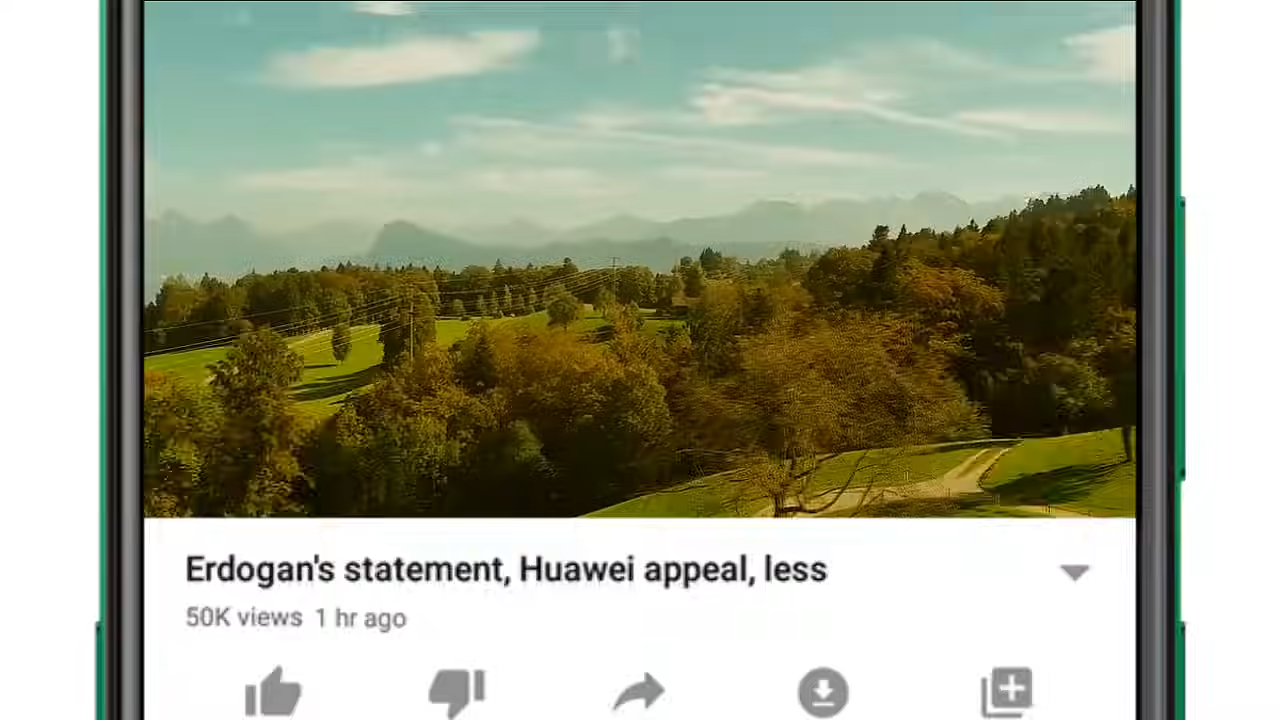 Erdogan's statement, Huawei appeal, less
50K views 1 hr ago